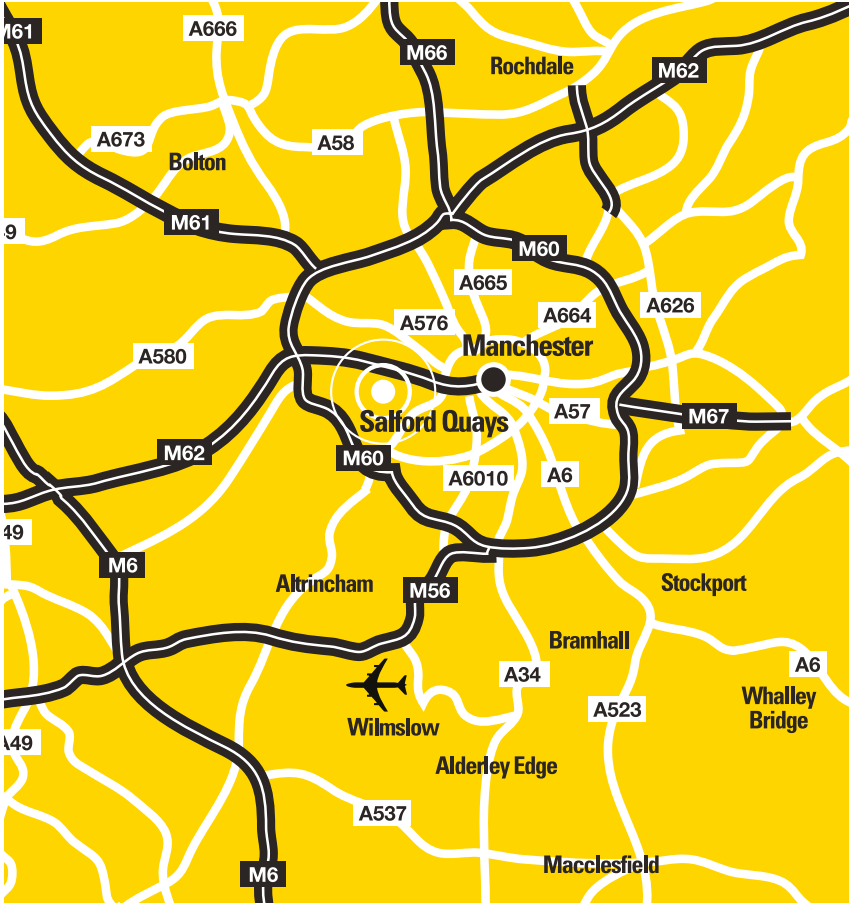 M61
A666
M66
Rochdale
M62
A673
A58
Bolton
M61
M60
A665
A626
A576
A664
Manchester
A580
Salford Quays
A57
M67
M62
M60
A6010
A6
49
M6
Altrincham
M56
Stockport
Bramhall
A6
A34
Whalley
Bridge
A523
Wilmslow
A49
Alderley Edge
A537
Macclesfield
M6